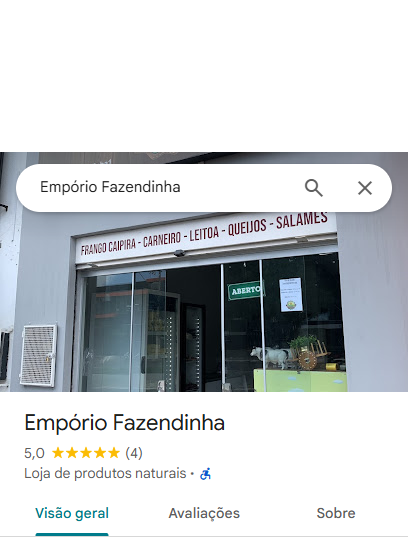 Empório Fazendinha
FRANGO CAIPIRA - CARNEIRO - LEITOA - QUEIJOS - SALAMES
ABERTO
Empório Fazendinha
5,0 ★★★★★ (4)
Loja de produtos naturais ·
Visão geral
Avaliações
Sobre